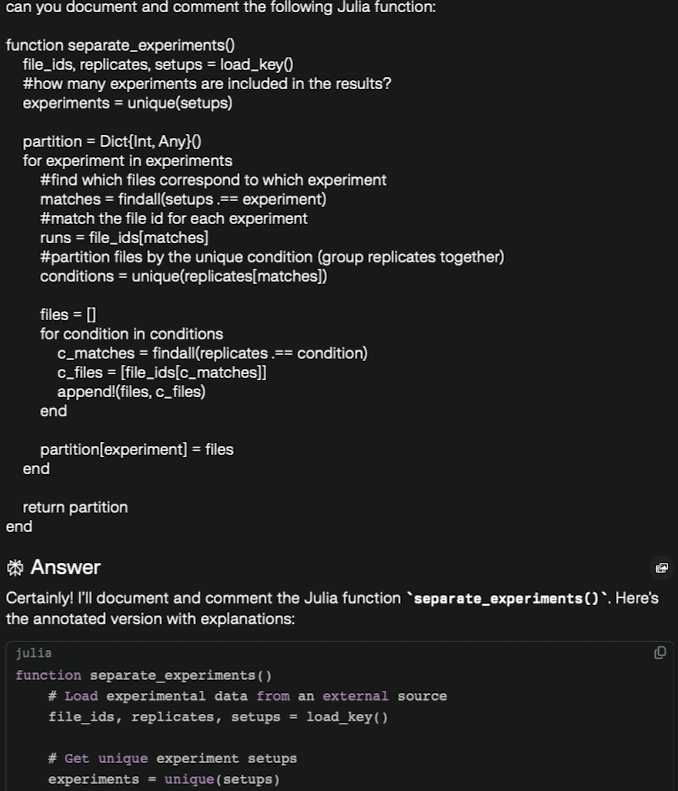 can you document and comment the following Julia function:
function separate_experiments()
file_ids, replicates, setups = load_key()
#how many experiments are included in the results?
experiments = unique(setups)
partition = Dict{Int, Any}()
for experiment in experiments
#find which files correspond to which experiment
matches = findall(setups .== experiment)
#match the file id for each experiment
runs = file_ids[matches]
#partition files by the unique condition (group replicates together)
conditions = unique(replicates[matches])
files = []
for condition in conditions
c_matches = findall(replicates .== condition)
c_files = [file_ids[c_matches]]
append!(files, c_files)
end
partition[experiment] = files
end
return partition
end
Answer
Certainly! I'll document and comment the Julia function `separate_experiments()`. Here's
the annotated version with explanations:
julia
function separate_experiments()
# Load experimental data from an external source
file_ids, replicates, setups = load_key()
# Get unique experiment setups
experiments = unique(setups)